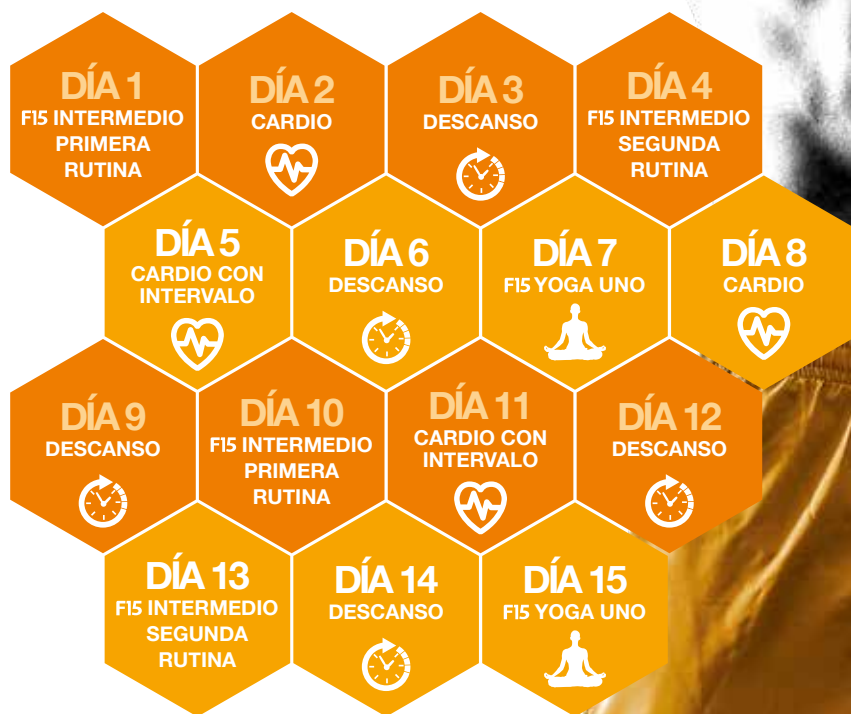 DÍA 1
F15 INTERMEDIO
PRIMERA
RUTINA
DÍA 2
CARDIO
DÍA 3
DESCANSO
DÍA 4
F15 INTERMEDIO
SEGUNDA
RUTINA
DÍA 5
CARDIO CON
INTERVALO
DÍA 6
DESCANSO
DÍA 7
F15 YOGA UNO
DÍA 8
CARDIO
DÍA 9
DESCANSO
DÍA 10
F15 INTERMEDIO
PRIMERA
RUTINA
DÍA 11
CARDIO CON
INTERVALO
DÍA 12
DESCANSO
DÍA 13
F15 INTERMEDIO
SEGUNDA
RUTINA
DÍA 14
DESCANSO
DÍA 15
F15 YOGA UNO